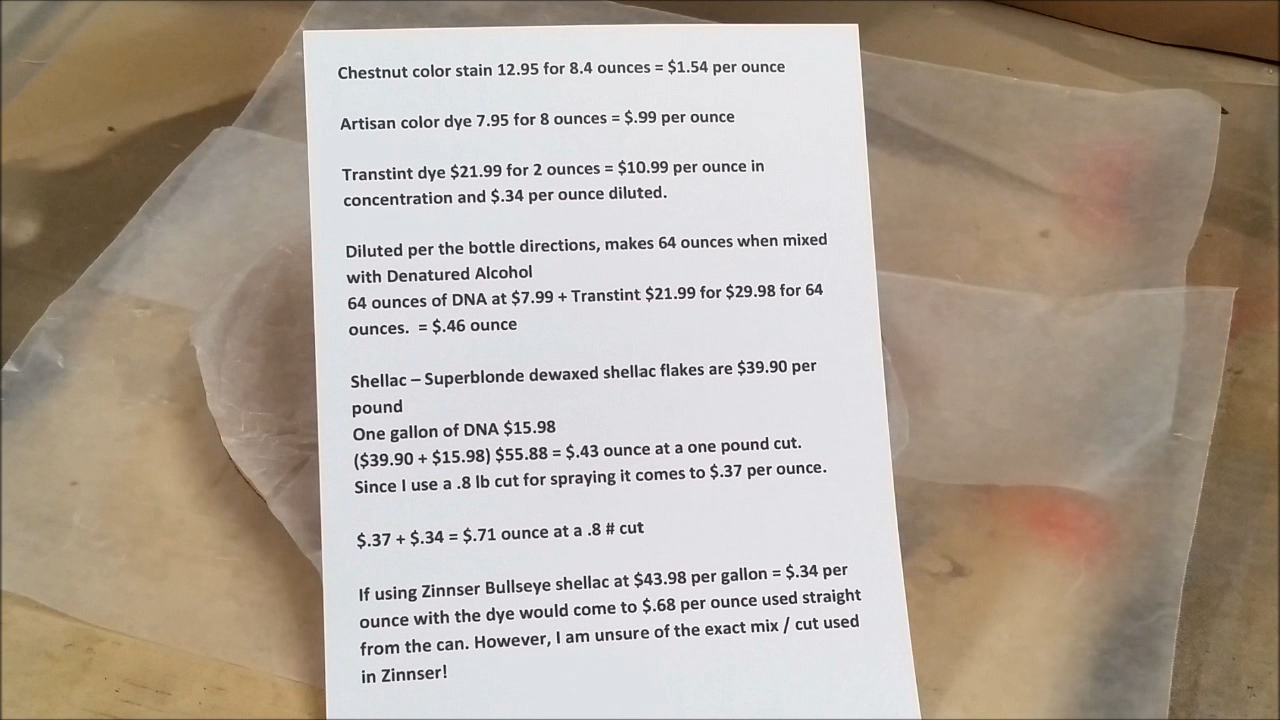 Chestnut color stain 12.95 for 8.4 ounces = $1.54 per ounce
Artisan color dye 7.95 for 8 ounces = $.99 per ounce
Transtint dye $21.99 for 2 ounces = $10.99 per ounce in
concentration and $.34 per ounce diluted.
Diluted per the bottle directions, makes 64 ounces when mixed
with Denatured Alcohol
64 ounces of DNA at $7.99 + Transtint $21.99 for $29.98 for 64
ounces.  = $.46 ounce
Shellac – Superblonde dewaxed shellac flakes are $39.90 per
pound
One gallon of DNA $15.98
($39.90 + $15.98) $55.88 = $.43 ounce at a one pound cut.
Since I use a .8 lb cut for spraying it comes to $.37 per ounce.
$.37 + $.34 = $.71 ounce at a .8 # cut
If using Zinnser Bullseye shellac at $43.98 per gallon = $.34 per
ounce with the dye would come to $.68 per ounce used straight
from the can. However, I am unsure of the exact mix / cut used
in Zinnser!